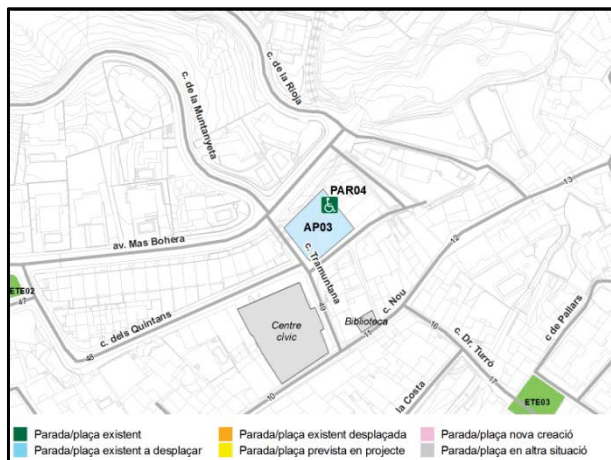 c. de la Rioja
c. de la Muntanyeta
PAR04
AP03
av. Mas Bohera
c. Tramuntana
ETE02
47
49
13
12
c. Nou
Centre
cívic
Biblioteca
11
16
c. Dr. Turró
c de Pallars
c. dels Quintans
48
10
la Costa
17
ETE03
Parada/plaça existent
Parada/plaça existent desplaçada
Parada/plaça nova creació
Parada/plaça existent a desplaçar
Parada/plaça prevista en projecte
Parada/plaça en altra situació